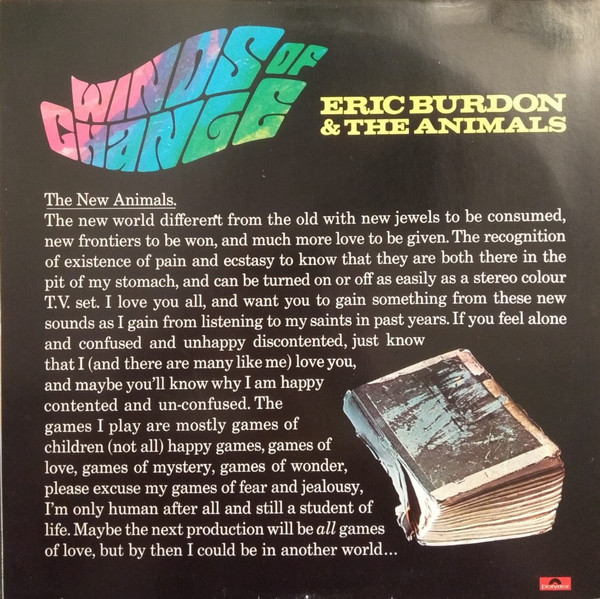 WINDS OF
CHANGE
ERIC BURDON
& THE ANIMALS
The New Animals.
The new world different from the old with new jewels to be consumed,
new frontiers to be won, and much more love to be given. The recognition
of existence of pain and ecstasy to know that they are both there in the
pit of my stomach, and can be turned on or off as easily as a stereo colour
T.V. set. I love you all, and want you to gain something from these new
sounds as I gain from listening to my saints in past years. If you feel alone
and confused and unhappy discontented, just know
that I (and there are many like me) love you,
and maybe you'll know why I am happy
contented and un-confused. The
games I play are mostly games of
children (not all) happy games, games of
love, games of mystery, games of wonder,
please excuse my games of fear and jealousy,
I'm only human after all and still a student of
life. Maybe the next production will be all games
of love, but by then I could be in another world...
polydor